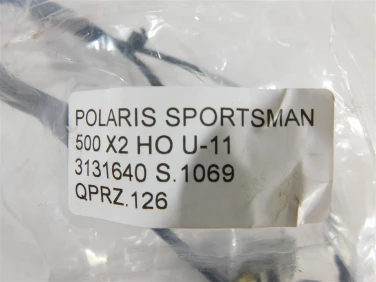 POLARIS SPORTSMAN
500 X2 HO U-11
3131640 S.1069
QPRZ.126